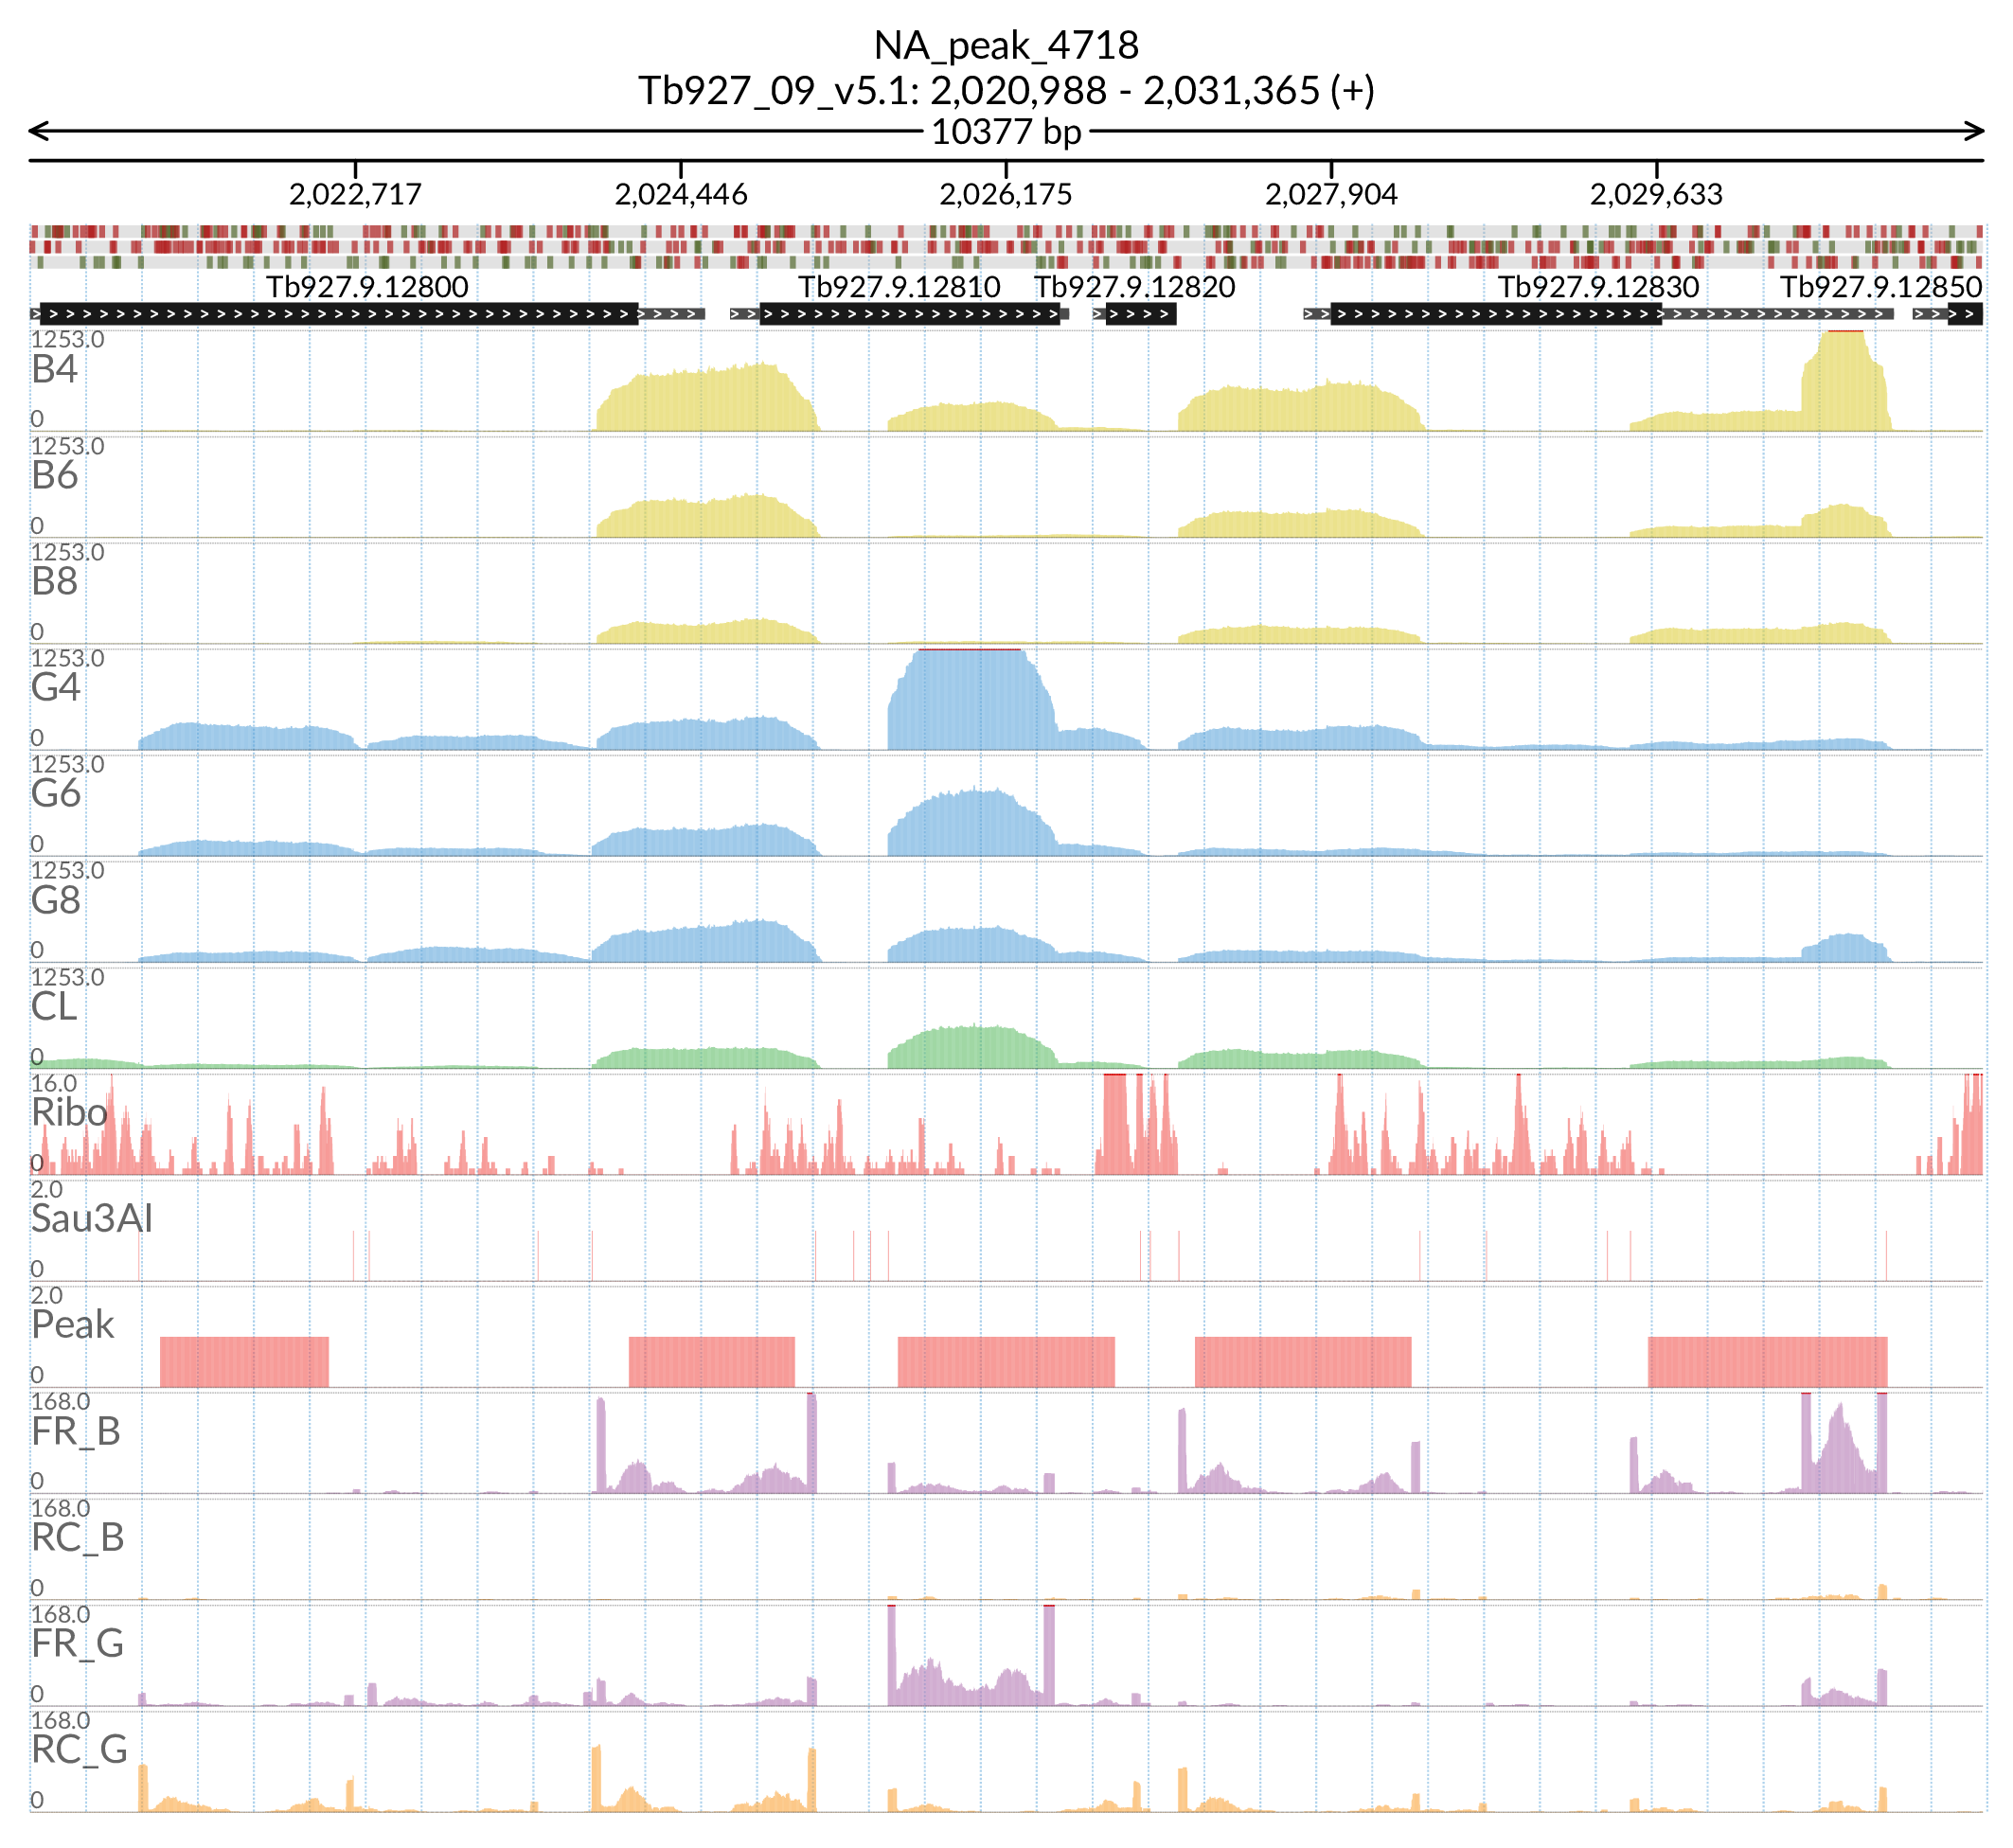 NA_peak_4718
Tb927_09_v5.1: 2,020,988 - 2,031,365 (+)
10377 bp
2,022,717 2,024,446 2,026,175 2,027,904 2,029,633
Tb927.9.12800 Tb927.9.12810 Tb927.9.12820 Tb927.9.12830 Tb927.9.12850
1253.0
B4
0
1253.0
B6
0
1253.0
B8
0
1253.0
G4
0
1253.0
G6
0
1253.0
G8
0
1253.0
CL
0
16.0
Ribo
0
2.0
Sau3AI
0
2.0
Peak
0
168.0
FR_B
0
168.0
RC_B
0
168.0
FR_G
0
168.0
RC_G
0